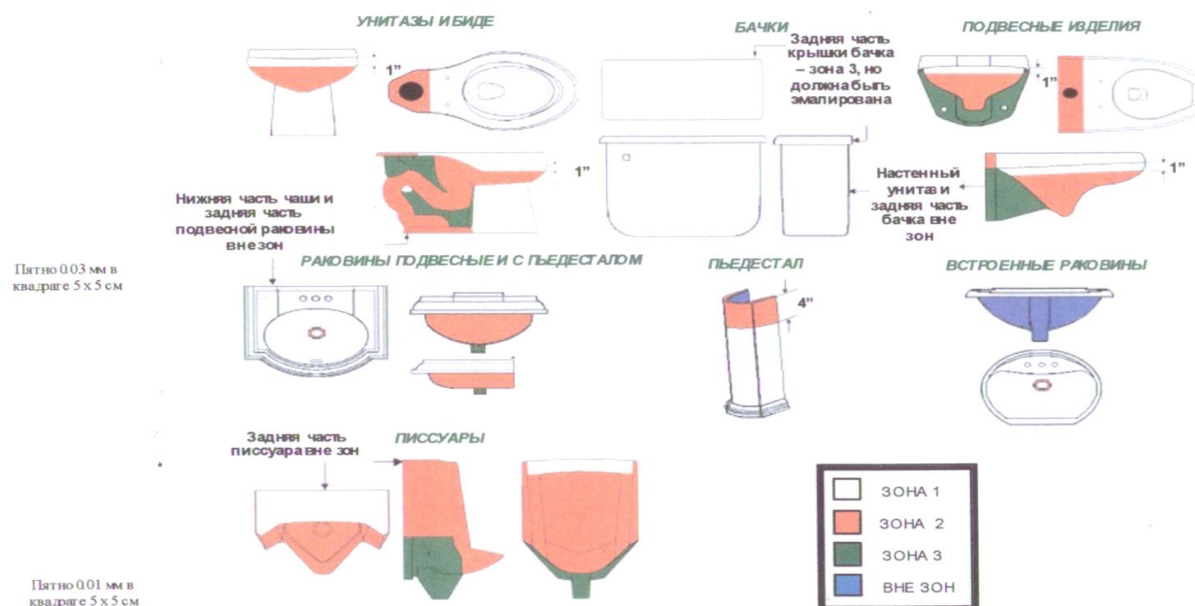 УНИТАЗЫ И БИДЕ
БАЧКИ
ПОДВЕСНЫЕ ИЗДЕЛИЯ
Задняя часть
крышки бачка
– зона 3, но
должна быть
эмалирована
1"
1"
1"
1"
Нижняя часть чаши и
задняя часть
подвесной раковины
вне зон
Настенный
унитаз и
задняя часть
бачка вне
зон
Пятно 0.03 мм в
квадрате 5 x 5 см
РАКОВИНЫ ПОДВЕСНЫЕ И С ПЬЕДЕСТАЛОМ
ПЬЕДЕСТАЛ
ВСТРОЕННЫЕ РАКОВИНЫ
4"
Задняя часть
писсуара вне зон
ПИССУАРЫ
ЗОНА 1
ЗОНА 2
ЗОНА 3
ВНЕ ЗОН
Пятно 0.01 мм в
квадрате 5 x 5 см